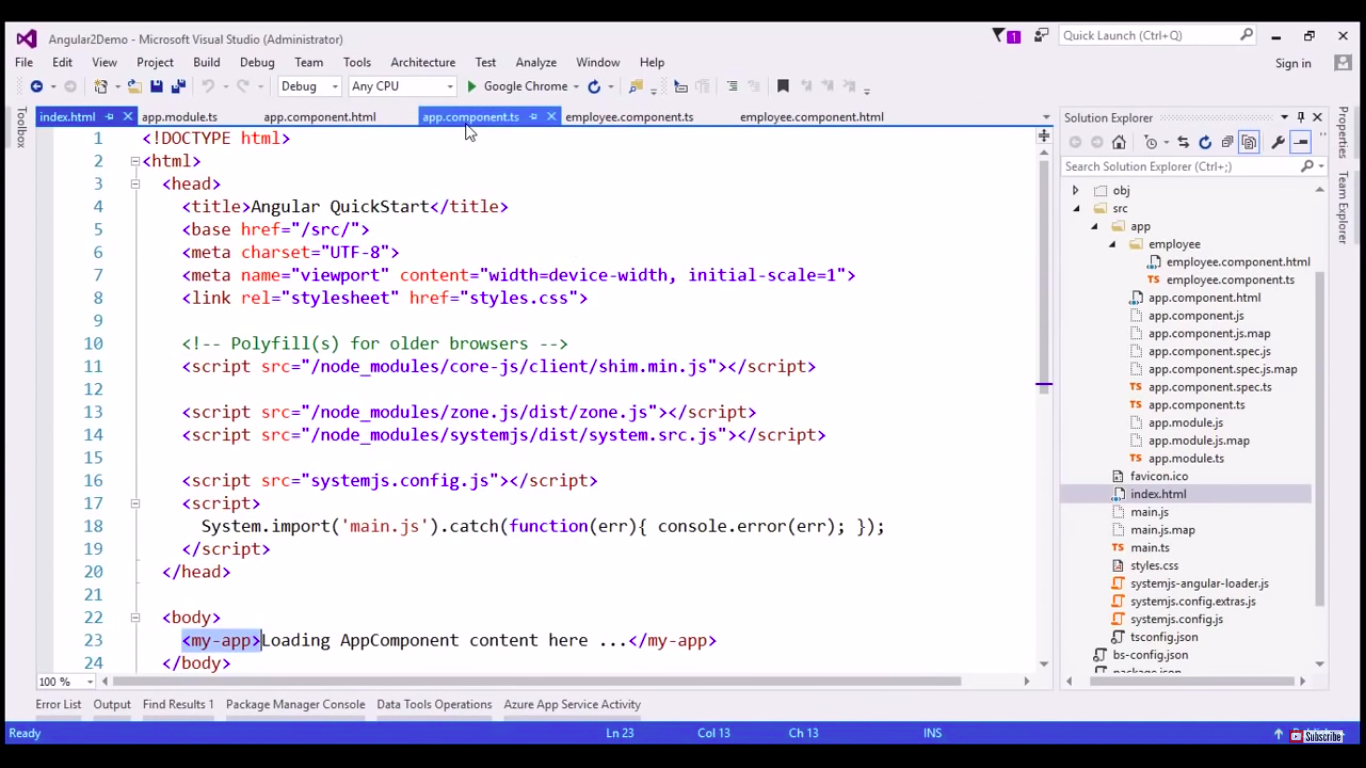 Angular2Demo - Microsoft Visual Studio (Administrator)
1
Quick Launch (Ctrl+Q)
File Edit View Project Build Debug Team Tools Architecture Test Analyze Window Help
Sign in
Debug Any CPU Google Chrome
Toolbox
index.html app.module.ts app.component.html app.component.ts employee.component.ts employee.component.html
1 <!DOCTYPE html>
2 <html>
3 <head>
4 <title>Angular QuickStart</title>
5 <base href="/src/">
6 <meta charset="UTF-8">
7 <meta name="viewport" content="width=device-width, initial-scale=1">
8 <link rel="stylesheet" href="styles.css">
9
10 <!-- Polyfill(s) for older browsers -->
11 <script src="/node_modules/core-js/client/shim.min.js"></script>
12
13 <script src="/node_modules/zone.js/dist/zone.js"></script>
14 <script src="/node_modules/systemjs/dist/system.src.js"></script>
15
16 <script src="systemjs.config.js"></script>
17 <script>
18 System.import('main.js').catch(function(err){ console.error(err); });
19 </script>
20 </head>
21
22 <body>
23 <my-app>Loading AppComponent content here ...</my-app>
24 </body>
100 %
Solution Explorer
Search Solution Explorer (Ctrl+;)
obj
src
app
employee
employee.component.html
TS employee.component.ts
app.component.html
app.component.js
app.component.js.map
app.component.spec.js
app.component.spec.js.map
TS app.component.spec.ts
TS app.component.ts
app.module.js
app.module.js.map
TS app.module.ts
favicon.ico
index.html
main.js
main.js.map
TS main.ts
styles.css
systemjs-angular-loader.js
systemjs.config.extras.js
systemjs.config.js
tsconfig.json
bs-config.json
package.json
Properties
Team Explorer
Error List Output Find Results 1 Package Manager Console Data Tools Operations Azure App Service Activity
Ready Ln 23 Col 13 Ch 13 INS
Subscribe